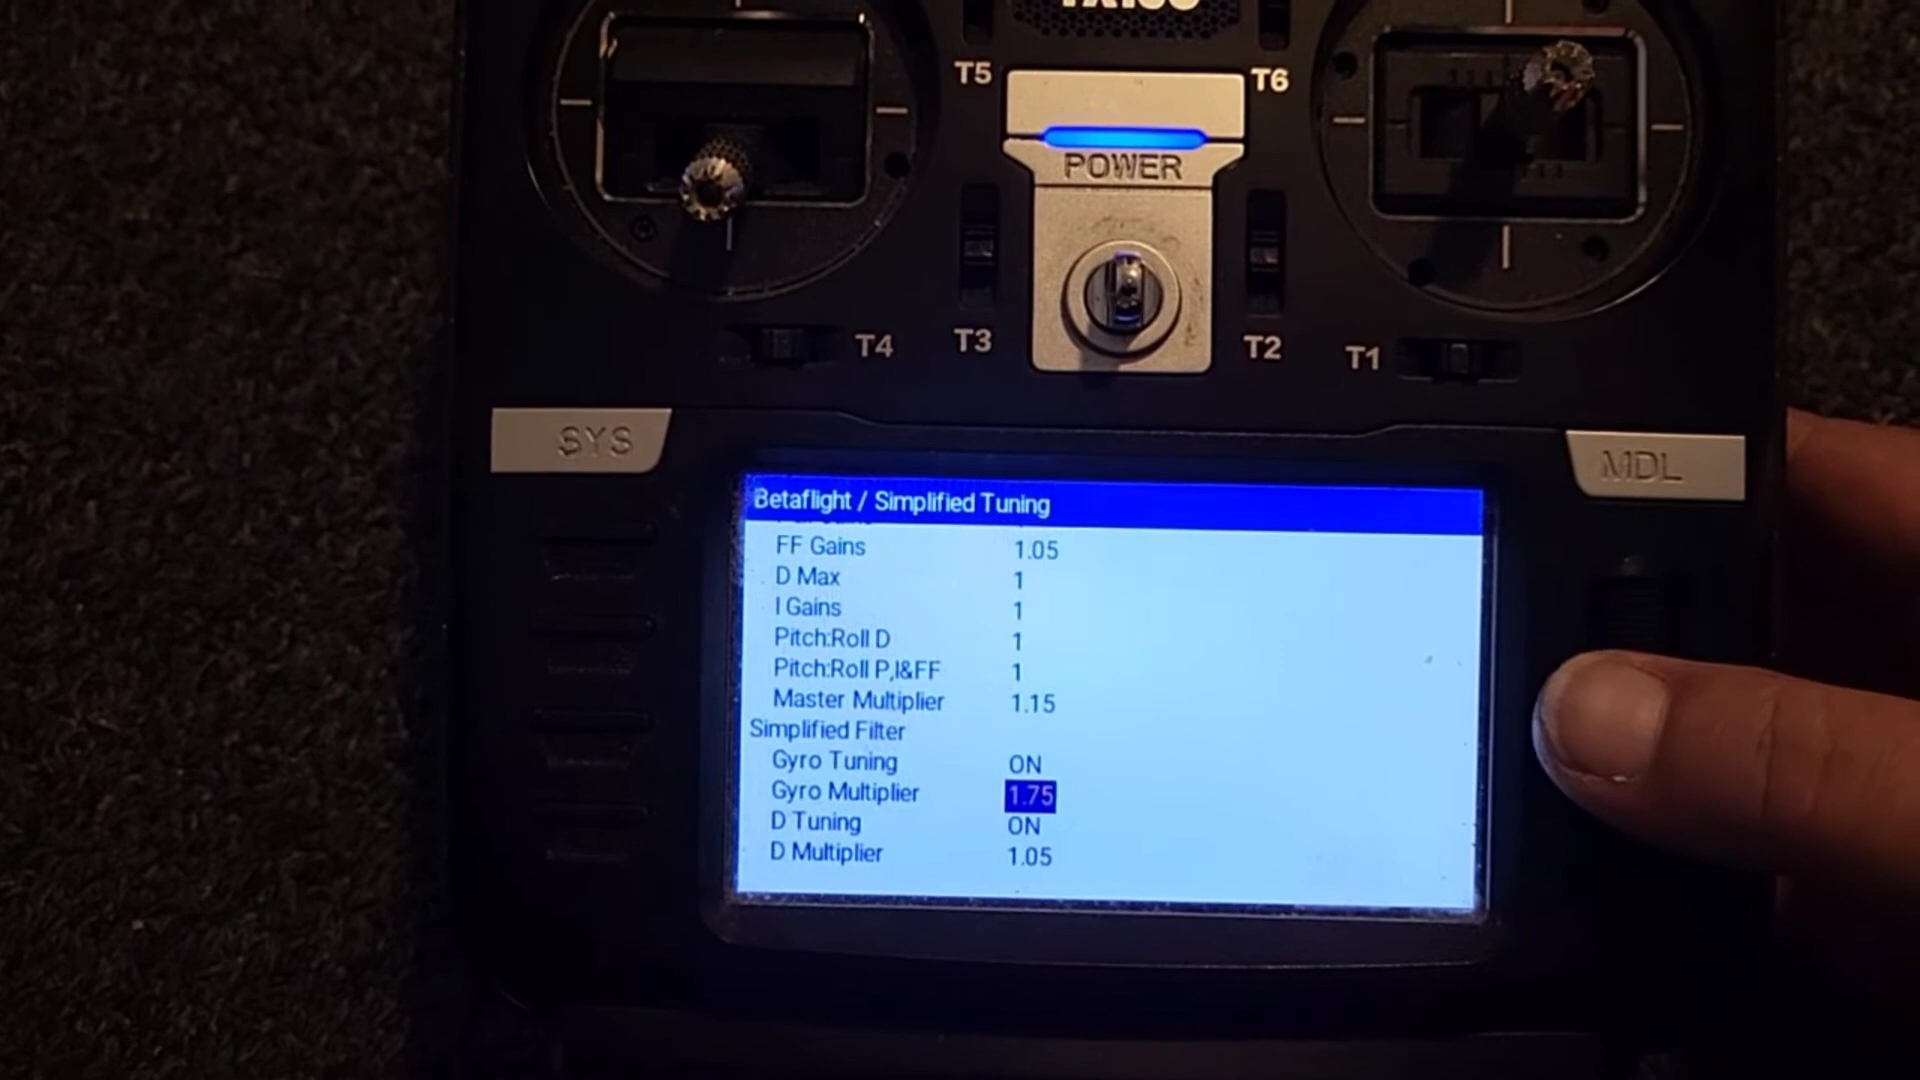 T5
T6
POWER
T3
T2
T4
T1
SYS
MDL
Betaflight / Simplified Tuning
FF Gains 1.05
D Max 1
I Gains 1
Pitch:Roll D 1
Pitch:Roll P,I&FF 1
Master Multiplier 1.15
Simplified Filter
Gyro Tuning ON
Gyro Multiplier 1.75
D Tuning ON
D Multiplier 1.05